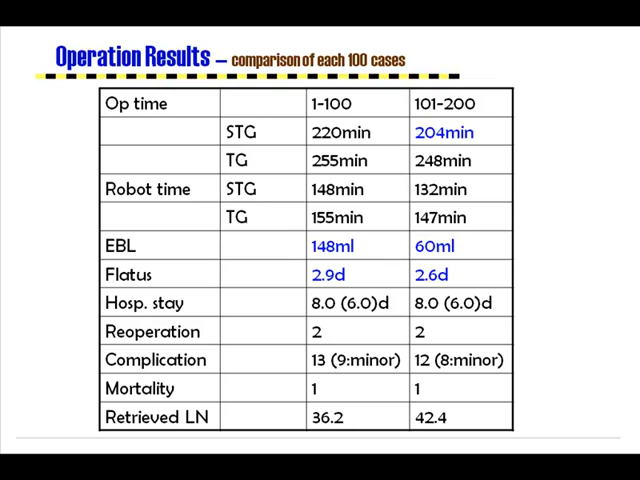 Operation Results – comparison of each 100 cases
Op time 1-100 101-200
STG 220min 204min
TG 255min 248min
Robot time STG 148min 132min
TG 155min 147min
EBL 148ml 60ml
Flatus 2.9d 2.6d
Hosp. stay 8.0 (6.0)d 8.0 (6.0)d
Reoperation 2 2
Complication 13 (9:minor) 12 (8:minor)
Mortality 1 1
Retrieved LN 36.2 42.4